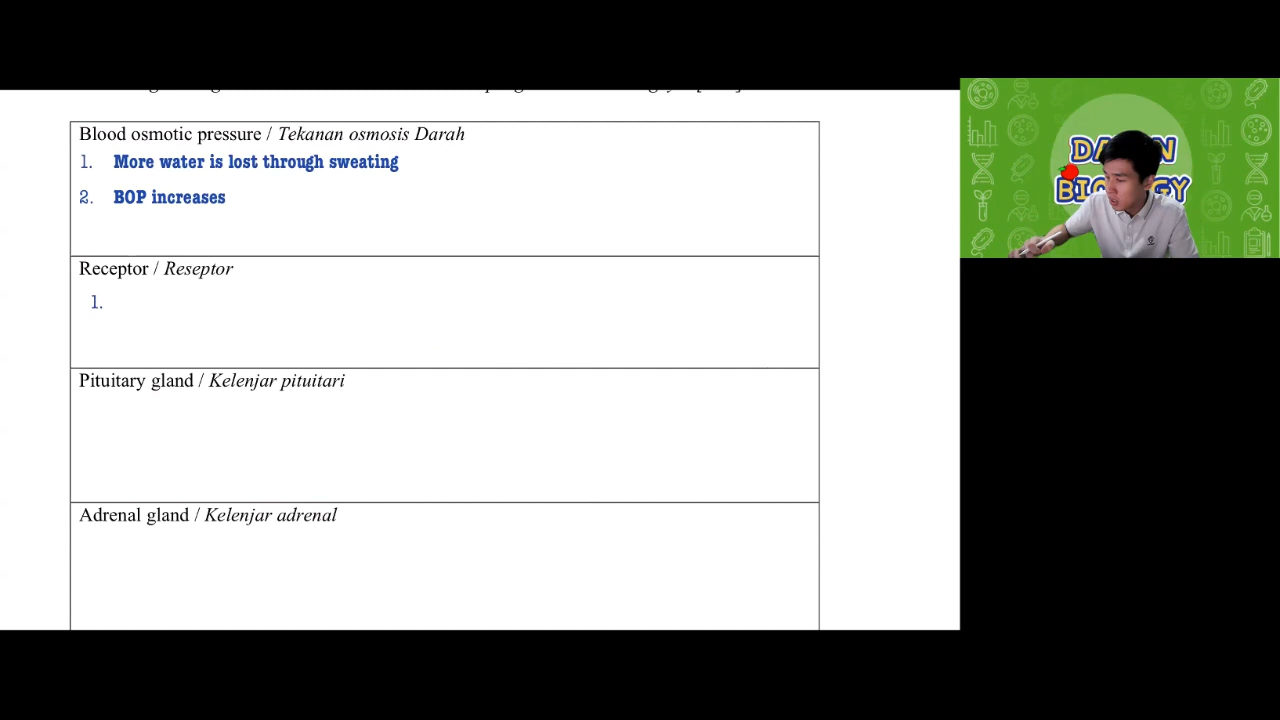 Blood osmotic pressure / Tekanan osmosis Darah
1. More water is lost through sweating
2. BOP increases
Receptor / Reseptor
1.
Pituitary gland / Kelenjar pituitari
Adrenal gland / Kelenjar adrenal